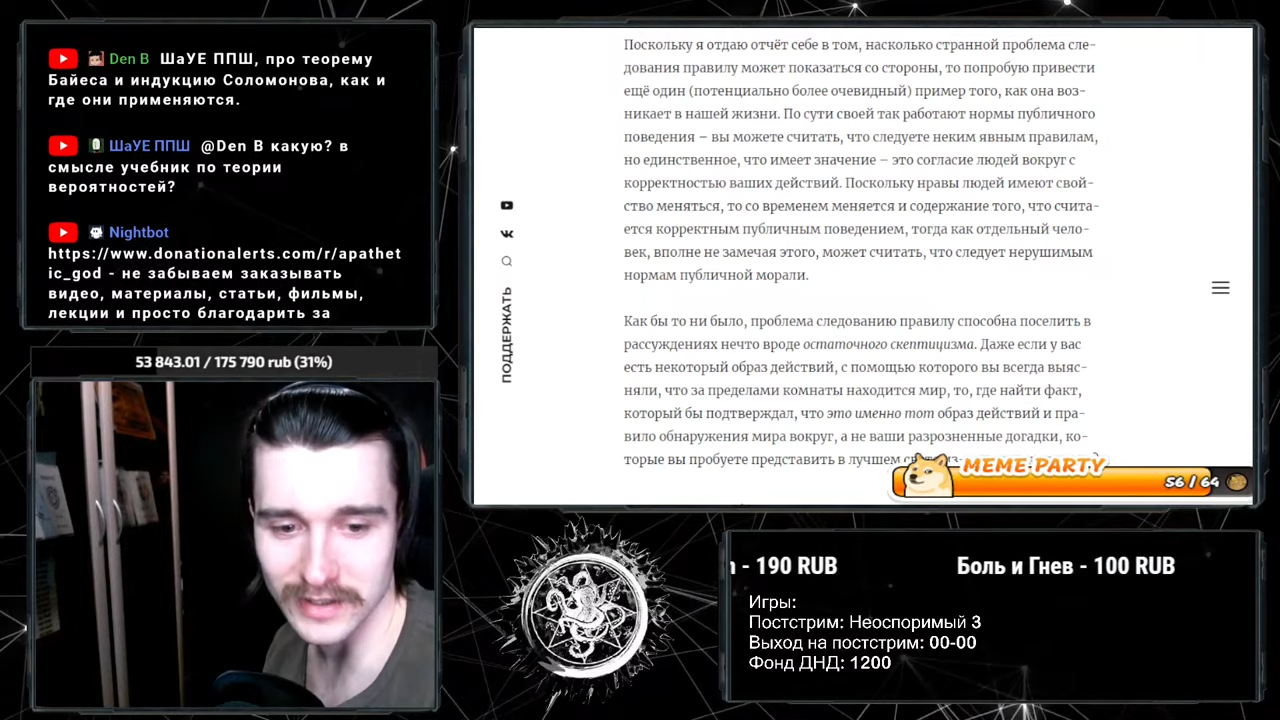 Den B ШаУЕ ППШ, про теорему
Байеса и индукцию Соломонова, как и
где они применяются.
ШаУЕ ППШ @Den B какую? в
смысле учебник по теории
вероятностей?
Nightbot
https://www.donationalerts.com/r/apathet
ic_god - не забываем заказывать
видео, материалы, статьи, фильмы,
лекции и просто благодарить за
53 843.01 / 175 790 rub (31%)
ПОДДЕРЖАТЬ
Поскольку я отдаю отчёт себе в том, насколько странной проблема сле-
дования правилу может показаться со стороны, то попробую привести
ещё один (потенциально более очевидный) пример того, как она воз-
никает в нашей жизни. По сути своей так работают нормы публичного
поведения – вы можете считать, что следуете неким явным правилам,
но единственное, что имеет значение – это согласие людей вокруг с
корректностью ваших действий. Поскольку нравы людей имеют свой-
ство меняться, то со временем меняется и содержание того, что счита-
ется корректным публичным поведением, тогда как отдельный чело-
век, вполне не замечая этого, может считать, что следует нерушимым
нормам публичной морали.
Как бы то ни было, проблема следованию правилу способна поселить в
рассуждениях нечто вроде остаточного скептицизма. Даже если у вас
есть некоторый образ действий, с помощью которого вы всегда выяс-
няли, что за пределами комнаты находится мир, то, где найти факт,
который бы подтверждал, что это именно тот образ действий и пра-
вило обнаружения мира вокруг, а не ваши разрозненные догадки, ко-
торые вы пробуете представить в лучшем
MEME PARTY
56 / 64
- 190 RUB
Боль и Гнев - 100 RUB
Игры:
Постстрим: Неоспоримый 3
Выход на постстрим: 00-00
Фонд ДНД: 1200